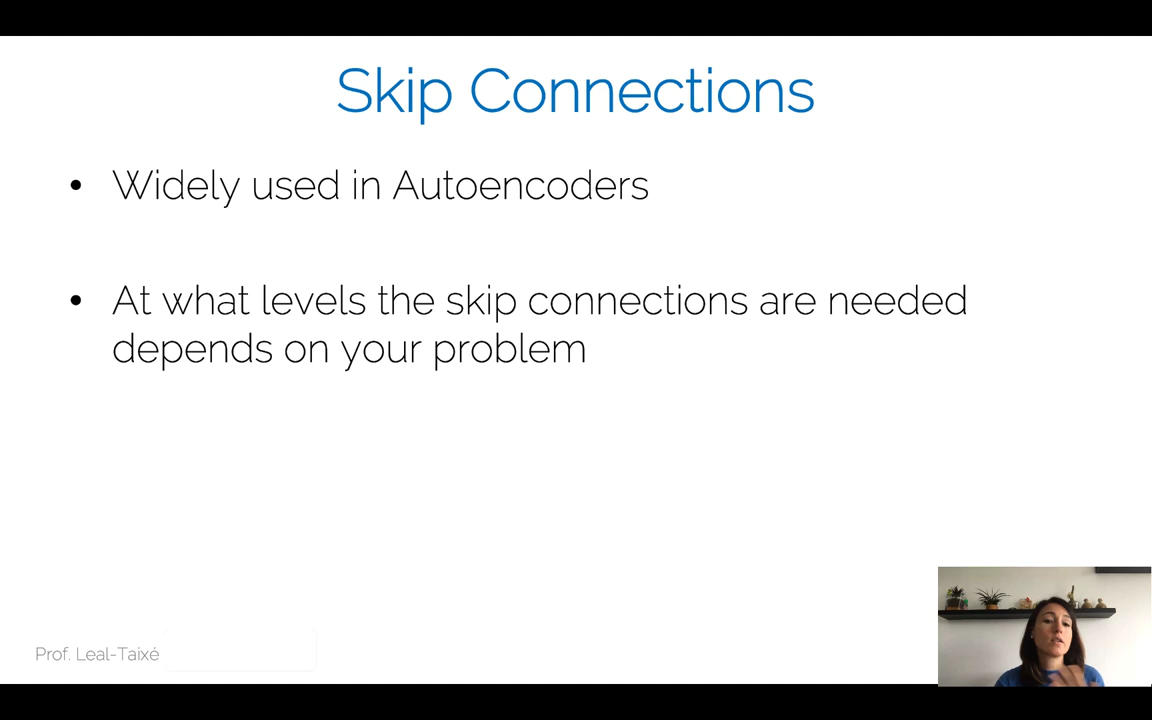 Skip Connections
• Widely used in Autoencoders
• At what levels the skip connections are needed
depends on your problem
Prof. Leal-Taixé